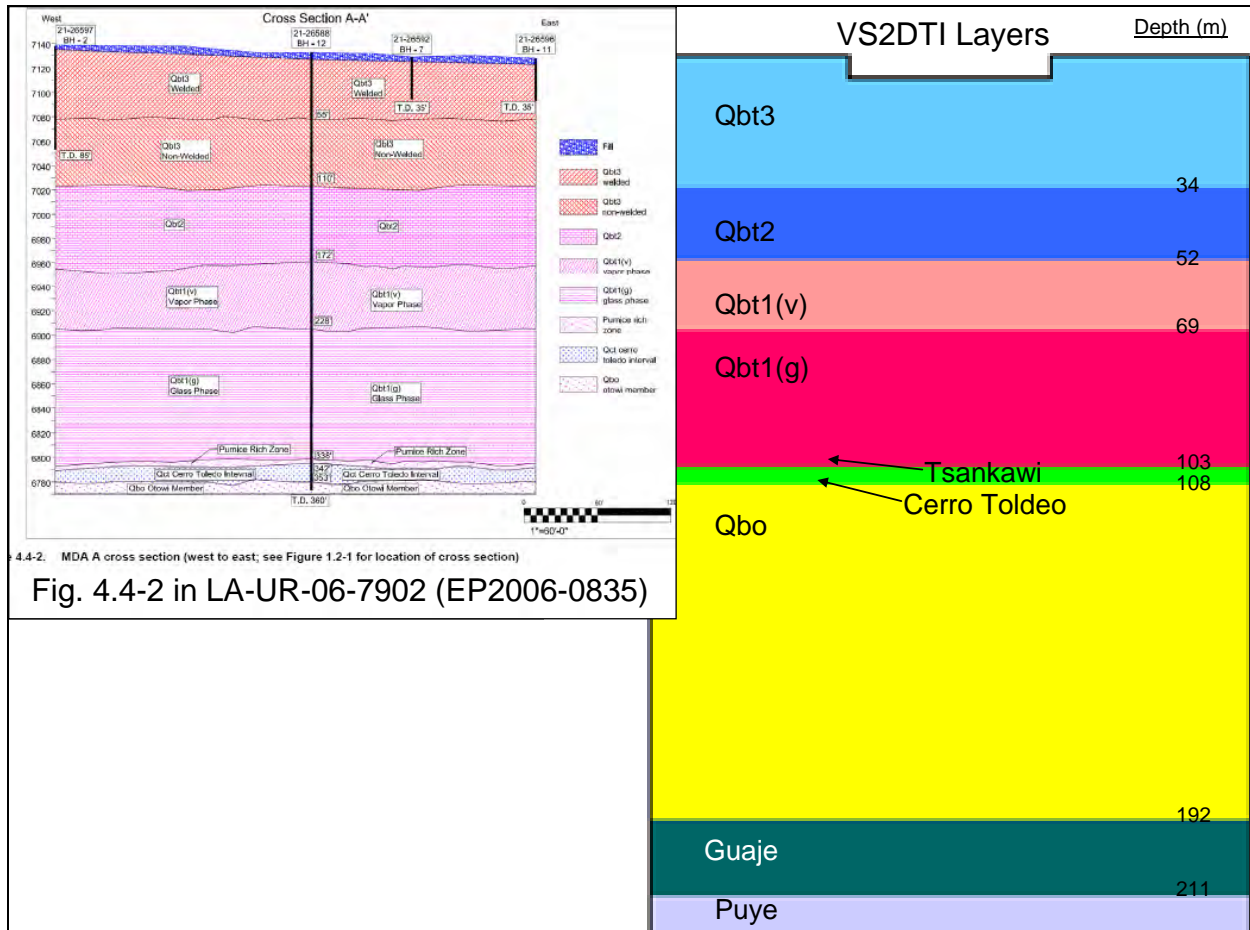 Cross Section A-A'
West
East
21-26597
BH - 2
21-26588
BH - 12
21-26592
BH - 7
21-26596
BH - 11
7140
7120
7100
7080
7060
7040
7020
7000
6980
6960
6940
6920
6900
6880
6860
6840
6820
6800
6780
Qbt3
Welded
Qbt3
Welded
T.D. 35'
T.D. 35'
55'
T.D. 85'
Qbt3
Non-Welded
Qbt3
Non-Welded
110'
Qbt2
Qbt2
172'
Qbt1(v)
Vapor Phase
Qbt1(v)
Vapor Phase
228'
Qbt1(g)
Glass Phase
Qbt1(g)
Glass Phase
Pumice Rich Zone
338'
Pumice Rich Zone
Qct Cerro Toledo Interval
342'
Qct Cerro Toledo Interval
353'
Qbo Otowi Member
Qbo Otowi Member
T.D. 360'
Fill
Qbt3
welded
Qbt3
non-welded
Qbt2
Qbt1(v)
vapor phase
Qbt1(g)
glass phase
Pumice rich
zone
Qct cerro
toledo interval
Qbo
otowi member
0
60'
1"=60'-0"
4.4-2. MDA A cross section (west to east; see Figure 1.2-1 for location of cross section)
Fig. 4.4-2 in LA-UR-06-7902 (EP2006-0835)
VS2DTI Layers
Depth (m)
Qbt3
34
Qbt2
52
Qbt1(v)
69
Qbt1(g)
103
Tsankawi
108
Cerro Toldeo
Qbo
192
Guaje
211
Puye